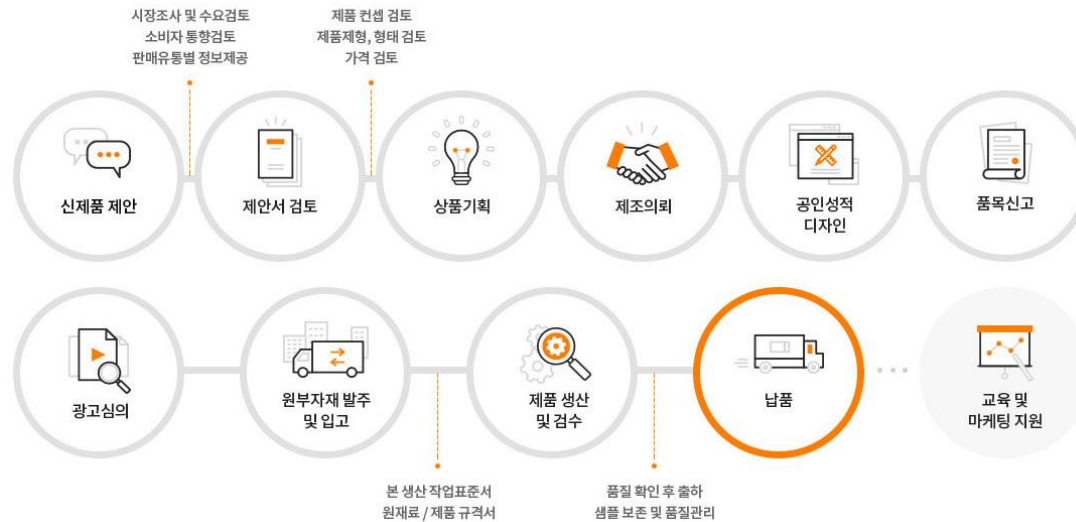 시장조사 및 수요검토
소비자 통향검토
판매유통별 정보제공
제품 컨셉 검토
제품제형, 형태 검토
가격 검토
신제품 제안
제안서 검토
상품기획
제조의뢰
공인성적
디자인
품목신고
광고심의
원부자재 발주
및 입고
제품 생산
및 검수
납품
교육 및
마케팅 지원
본 생산 작업표준서
원재료 / 제품 규격서
품질 확인 후 출하
샘플 보존 및 품질관리